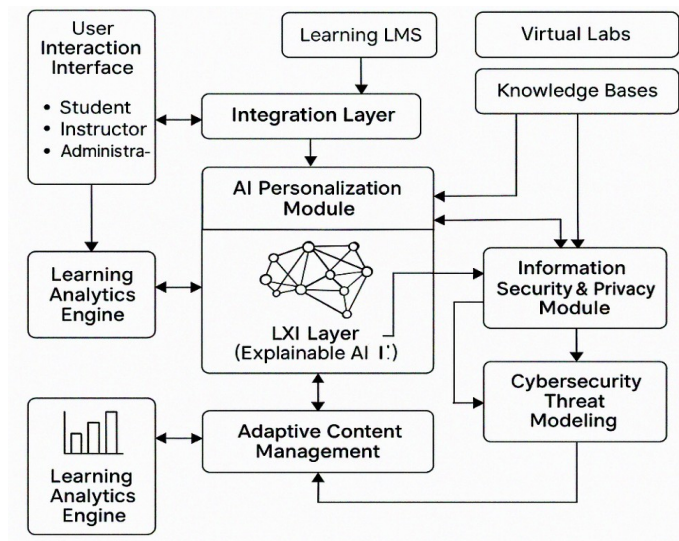 User
Interaction
Interface
• Student
• Instructor
• Administra-
Learning LMS
Virtual Labs
Knowledge Bases
Integration Layer
AI Personalization
Module
LXI Layer
(Explainable AI
Learning
Analytics
Engine
Information
Security & Privacy
Module
Cybersecurity
Threat
Modeling
Adaptive Content
Management
Learning
Analytics
Engine